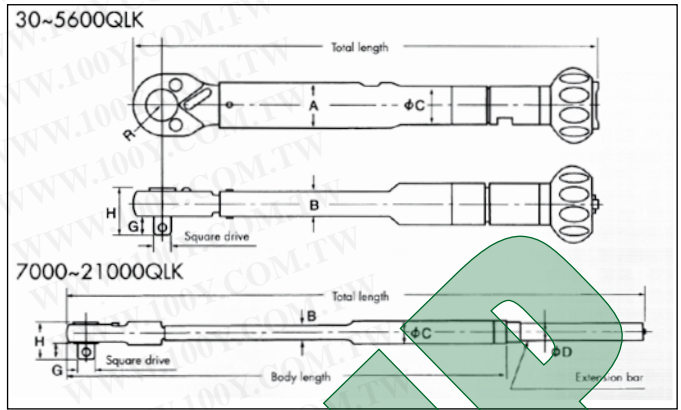 30~5600QLK
Total length
A
φC
R
H
B
G
Square drive
7000~21000QLK
Total length
B
φC
H
φD
G
Square drive
Body length
Extension bar
WWW.100Y.COM.TW